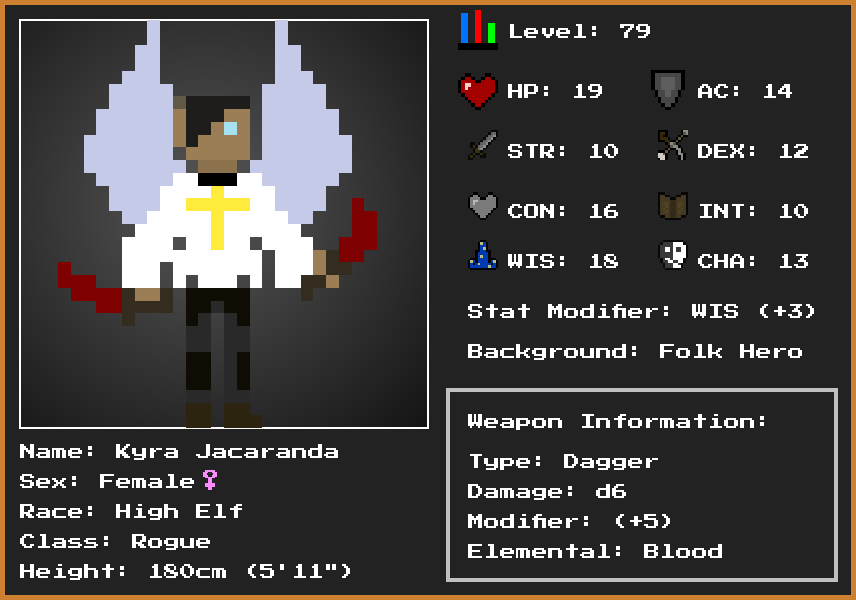 Level: 79
HP: 19
AC: 14
STR: 10
DEX: 12
CON: 16
INT: 10
WIS: 18
CHA: 13
Stat Modifier: WIS (+3)
Background: Folk Hero
Weapon Information:
Type: Dagger
Damage: d6
Modifier: (+5)
Elemental: Blood
Name: Kyra Jacaranda
Sex: Female♀
Race: High Elf
Class: Rogue
Height: 180cm (5'11")